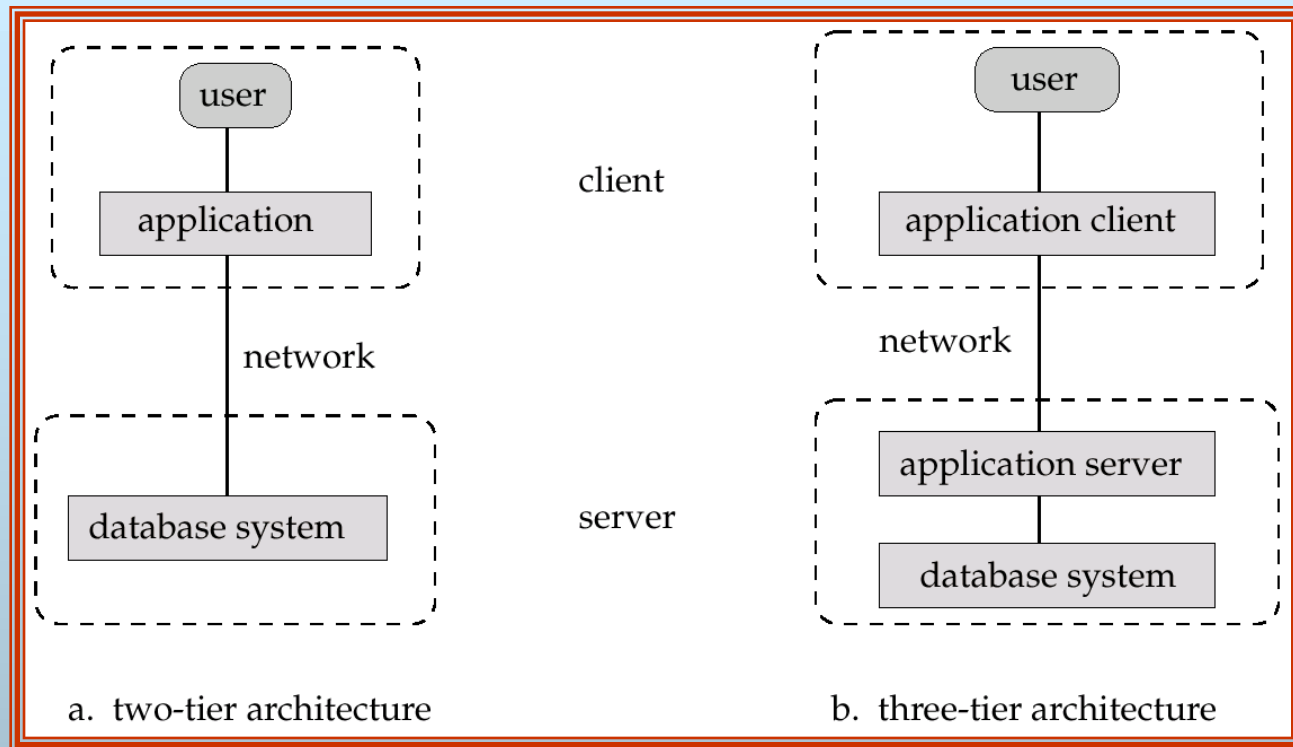 user
application
network
database system
a. two-tier architecture
client
server
user
application client
network
application server
database system
b. three-tier architecture